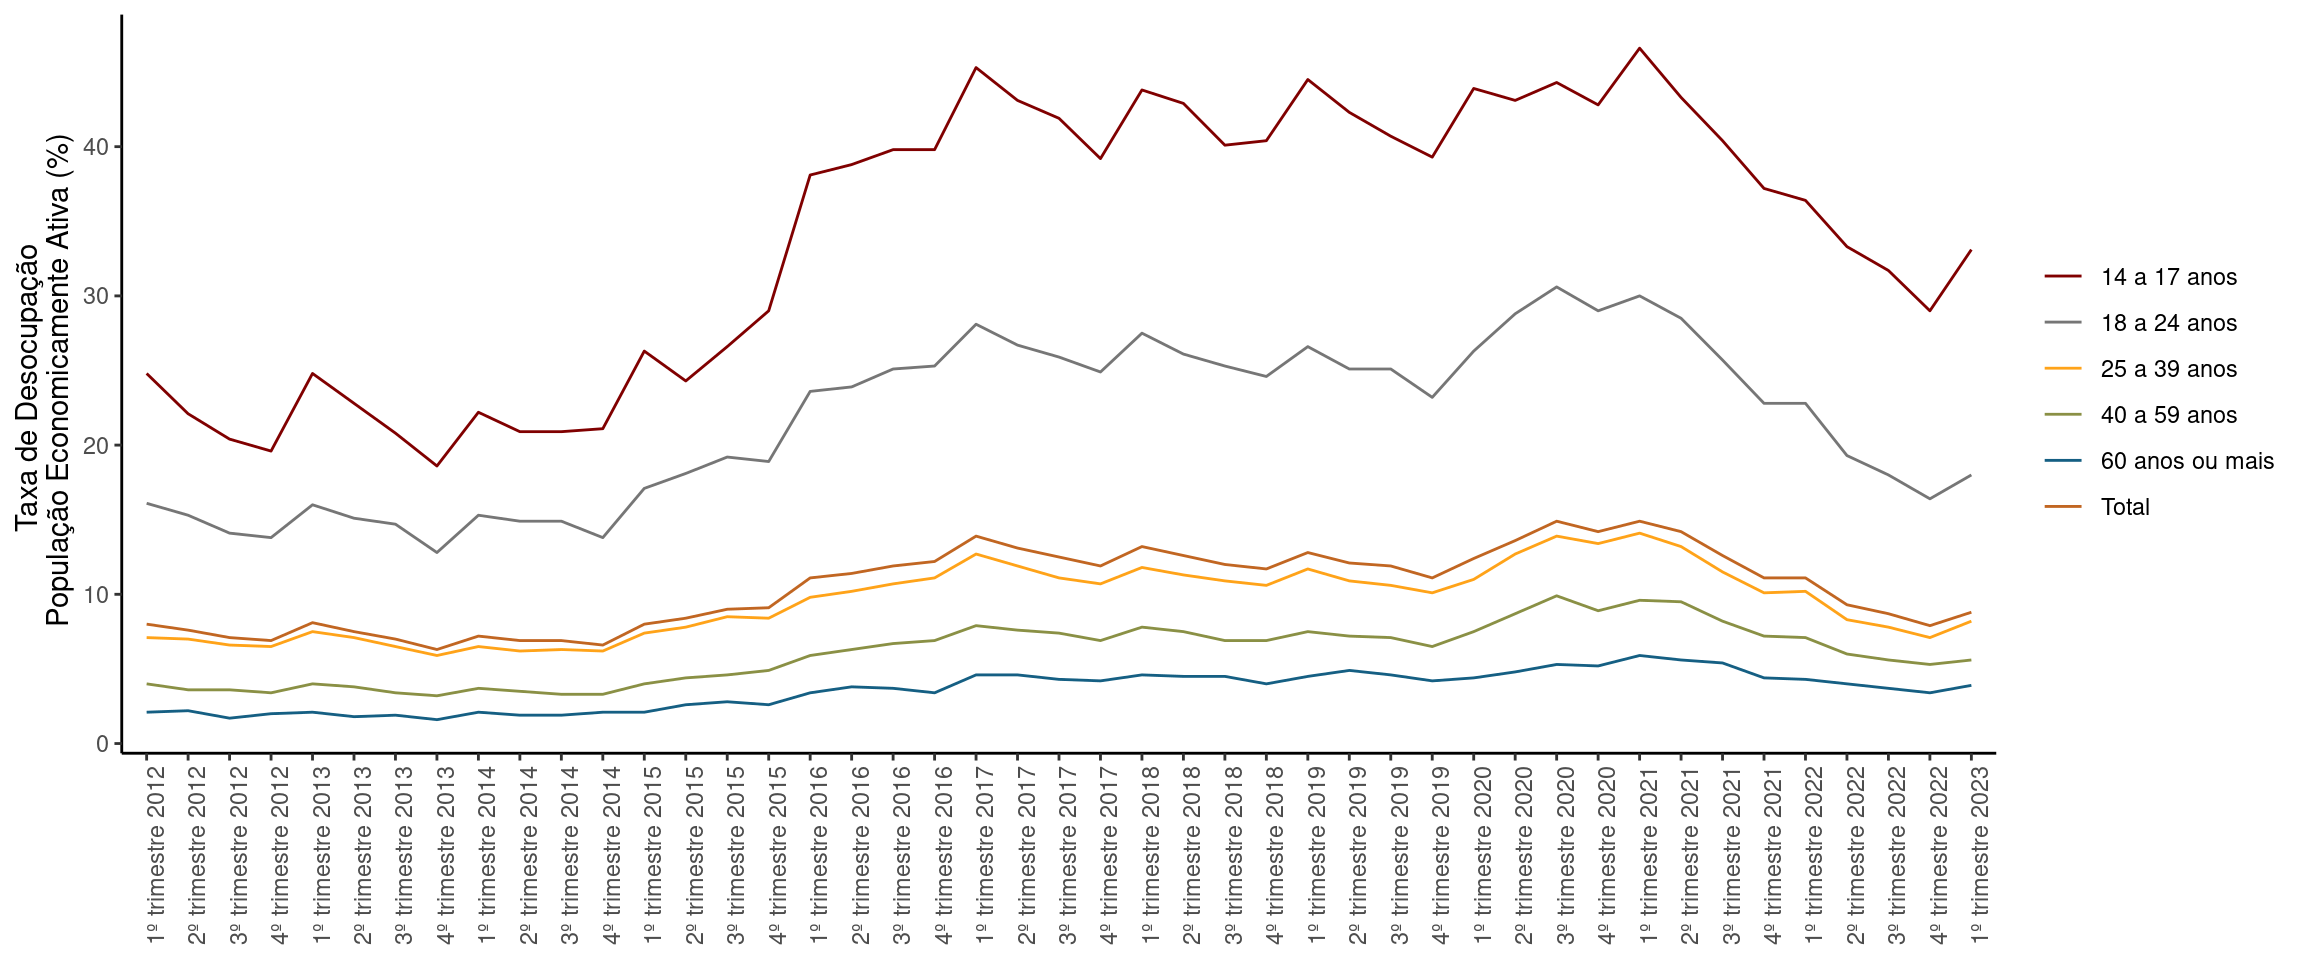 Taxa de Desocupação
População Economicamente Ativa (%)
40
30
20
10
0
1º trimestre 2012
2º trimestre 2012
3º trimestre 2012
4º trimestre 2012
1º trimestre 2013
2º trimestre 2013
3º trimestre 2013
4º trimestre 2013
1º trimestre 2014
2º trimestre 2014
3º trimestre 2014
4º trimestre 2014
1º trimestre 2015
2º trimestre 2015
3º trimestre 2015
4º trimestre 2015
1º trimestre 2016
2º trimestre 2016
3º trimestre 2016
4º trimestre 2016
1º trimestre 2017
2º trimestre 2017
3º trimestre 2017
4º trimestre 2017
1º trimestre 2018
2º trimestre 2018
3º trimestre 2018
4º trimestre 2018
1º trimestre 2019
2º trimestre 2019
3º trimestre 2019
4º trimestre 2019
1º trimestre 2020
2º trimestre 2020
3º trimestre 2020
4º trimestre 2020
1º trimestre 2021
2º trimestre 2021
3º trimestre 2021
4º trimestre 2021
1º trimestre 2022
2º trimestre 2022
3º trimestre 2022
4º trimestre 2022
1º trimestre 2023
14 a 17 anos
18 a 24 anos
25 a 39 anos
40 a 59 anos
60 anos ou mais
Total